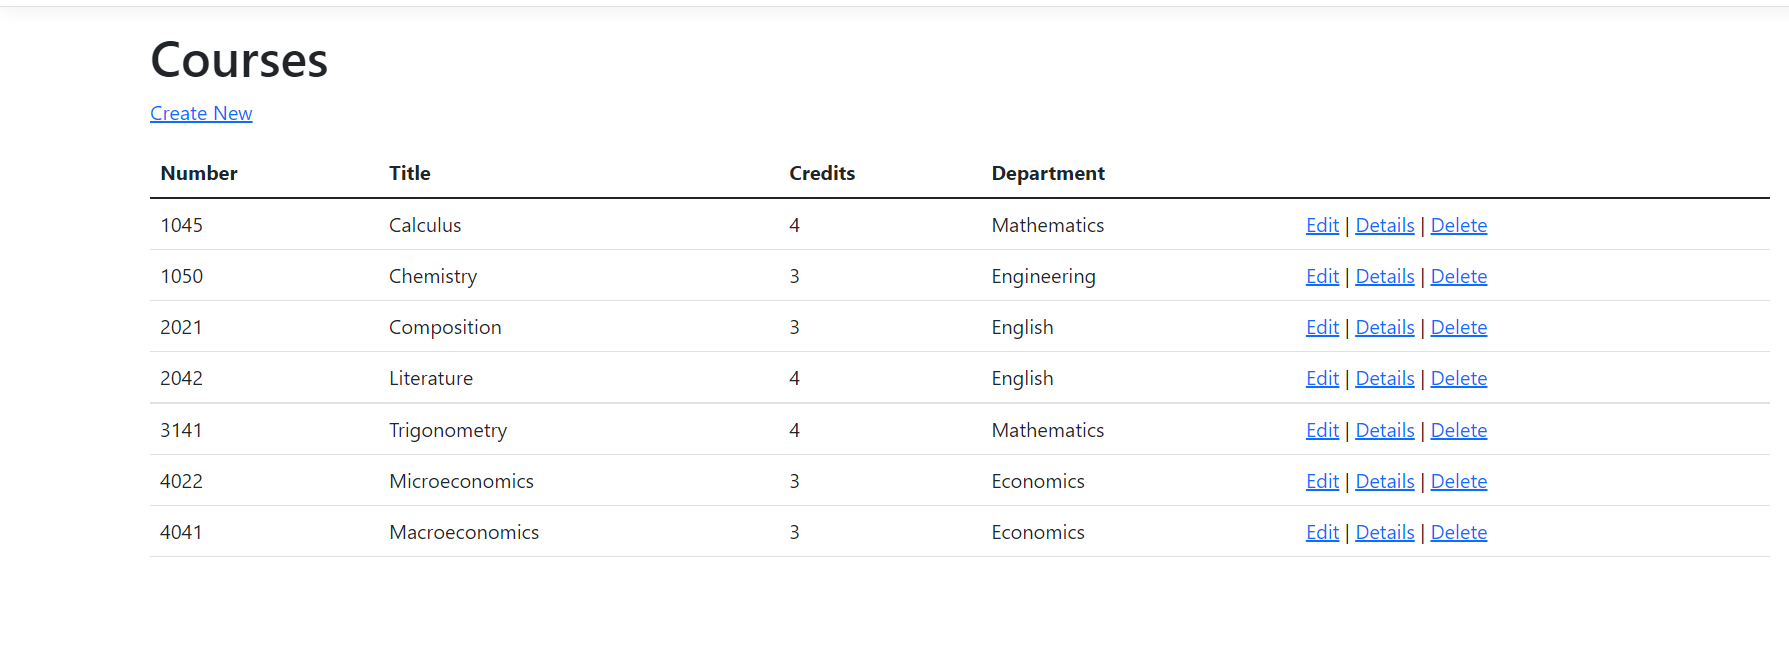 Courses
Create New
Number Title Credits Department
1045 Calculus 4 Mathematics Edit | Details | Delete
1050 Chemistry 3 Engineering Edit | Details | Delete
2021 Composition 3 English Edit | Details | Delete
2042 Literature 4 English Edit | Details | Delete
3141 Trigonometry 4 Mathematics Edit | Details | Delete
4022 Microeconomics 3 Economics Edit | Details | Delete
4041 Macroeconomics 3 Economics Edit | Details | Delete